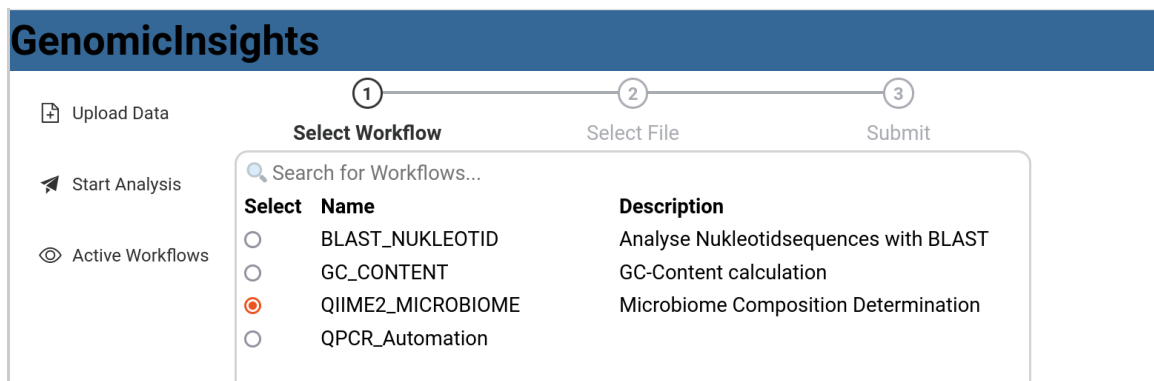 GenomicInsights
Upload Data
Start Analysis
Active Workflows
1 2 3
Select Workflow Select File Submit
Search for Workflows...
Select Name Description
BLAST_NUKLEOTID Analyse Nukleotidsequences with BLAST
GC_CONTENT GC-Content calculation
QIIME2_MICROBIOME Microbiome Composition Determination
QPCR_Automation